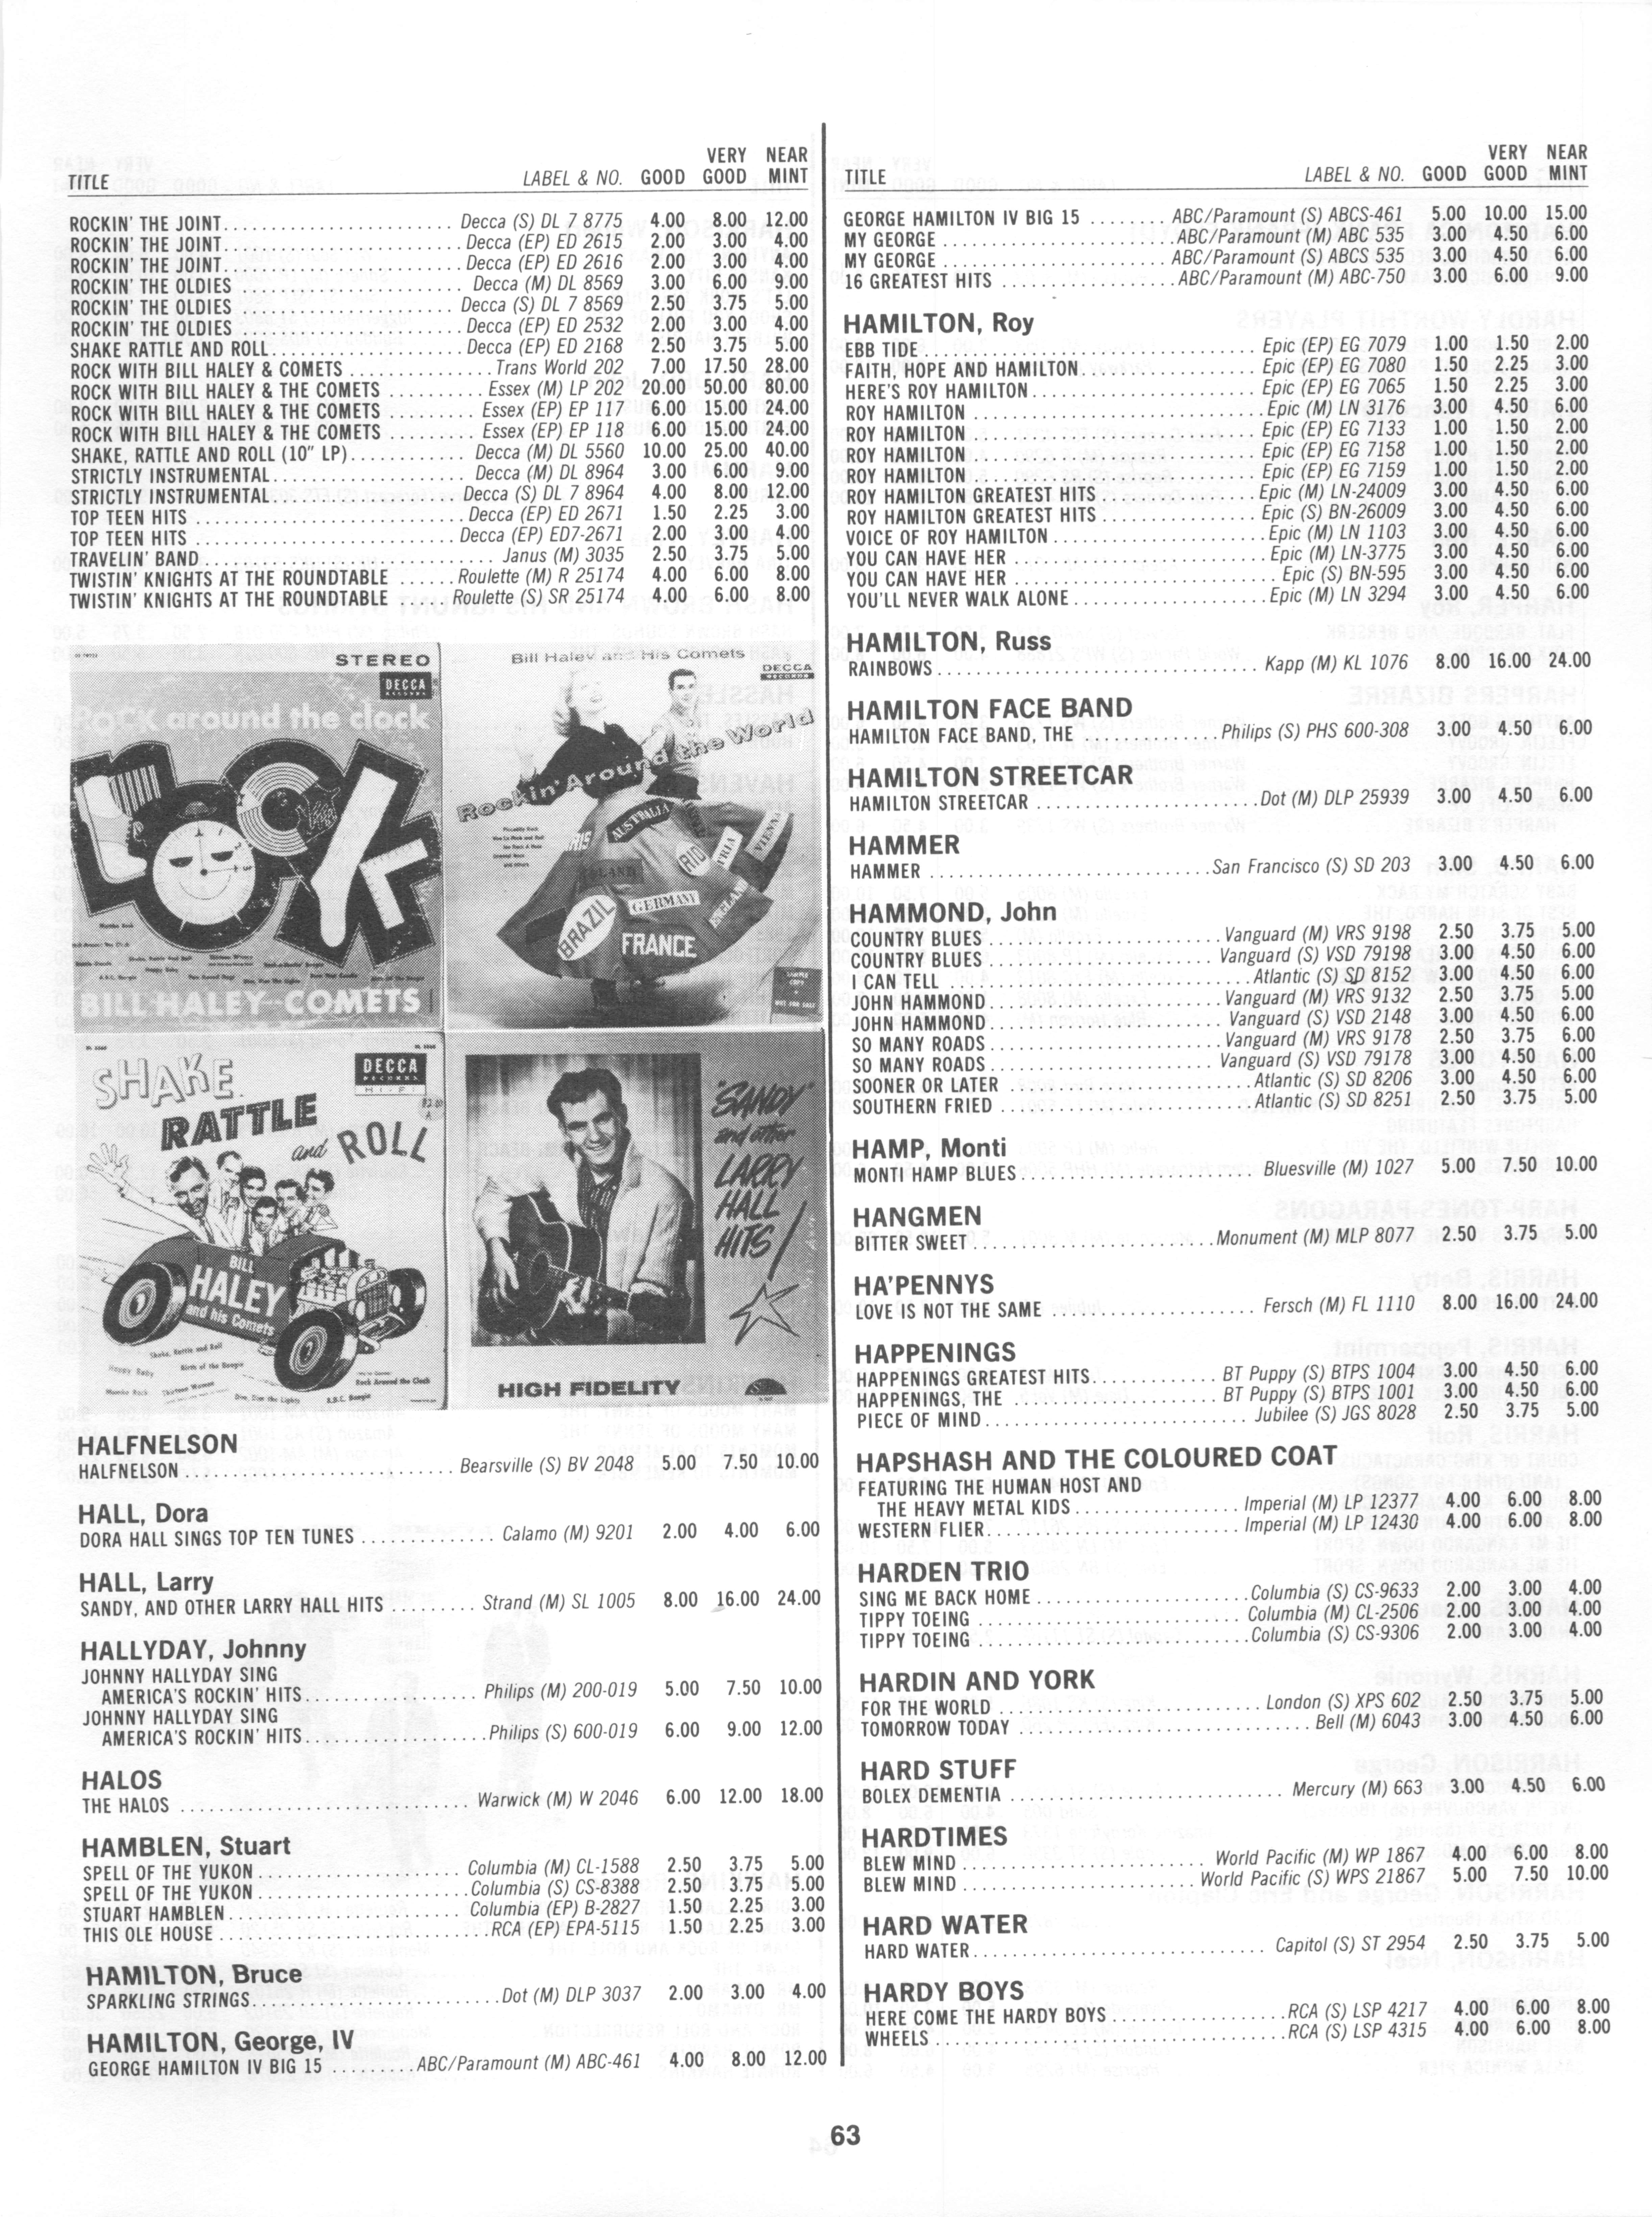 TITLE LABEL & NO. GOOD VERY GOOD NEAR MINT
ROCKIN' THE JOINT Decca (S) DL 7 8775 4.00 8.00 12.00
ROCKIN' THE JOINT Decca (EP) ED 2615 2.00 3.00 4.00
ROCKIN' THE JOINT Decca (EP) ED 2616 2.00 3.00 4.00
ROCKIN' THE OLDIES Decca (M) DL 8569 3.00 6.00 9.00
ROCKIN' THE OLDIES Decca (S) DL 7 8569 2.50 3.75 5.00
ROCKIN' THE OLDIES Decca (EP) ED 2532 2.00 3.00 4.00
SHAKE RATTLE AND ROLL Decca (EP) ED 2168 2.50 3.75 5.00
ROCK WITH BILL HALEY & COMETS Trans World 202 7.00 17.50 28.00
ROCK WITH BILL HALEY & THE COMETS Essex (M) LP 202 20.00 50.00 80.00
ROCK WITH BILL HALEY & THE COMETS Essex (EP) EP 117 6.00 15.00 24.00
ROCK WITH BILL HALEY & THE COMETS Essex (EP) EP 118 6.00 15.00 24.00
SHAKE, RATTLE AND ROLL (10" LP) Decca (M) DL 5560 10.00 25.00 40.00
STRICTLY INSTRUMENTAL Decca (M) DL 8964 3.00 6.00 9.00
STRICTLY INSTRUMENTAL Decca (S) DL 7 8964 4.00 8.00 12.00
TOP TEEN HITS Decca (EP) ED 2671 1.50 2.25 3.00
TOP TEEN HITS Decca (EP) ED7-2671 2.00 3.00 4.00
TRAVELIN' BAND Janus (M) 3035 2.50 3.75 5.00
TWISTIN' KNIGHTS AT THE ROUNDTABLE Roulette (M) R 25174 4.00 6.00 8.00
TWISTIN' KNIGHTS AT THE ROUNDTABLE Roulette (S) SR 25174 4.00 6.00 8.00
STEREO
DECCA
Rock around the clock
ROCK
BILL HALEY and his COMETS
Bill Haley and His Comets
DECCA
RECORDS
Rockin' Around the World
AUSTRALIA
RIO
VIENNA
GERMANY
BRAZIL
ENGLAND
FRANCE
SHAKE
RATTLE
and ROLL
DECCA
RECORDS
BILL
HALEY
and his Comets
Shake, Rattle and Roll
Birth of the Boogie
Happy Baby
Mambo Rock
Thirteen Women
Dim, Dim the Lights
A.B.C. Boogie
Rock Around the Clock
"SANDY"
and other
LARRY
HALL
HITS!
HIGH FIDELITY
HALFNELSON
HALFNELSON Bearsville (S) BV 2048 5.00 7.50 10.00
HALL, Dora
DORA HALL SINGS TOP TEN TUNES Calamo (M) 9201 2.00 4.00 6.00
HALL, Larry
SANDY, AND OTHER LARRY HALL HITS Strand (M) SL 1005 8.00 16.00 24.00
HALLYDAY, Johnny
JOHNNY HALLYDAY SING
AMERICA'S ROCKIN' HITS Philips (M) 200-019 5.00 7.50 10.00
JOHNNY HALLYDAY SING
AMERICA'S ROCKIN' HITS Philips (S) 600-019 6.00 9.00 12.00
HALOS
THE HALOS Warwick (M) W 2046 6.00 12.00 18.00
HAMBLEN, Stuart
SPELL OF THE YUKON Columbia (M) CL-1588 2.50 3.75 5.00
SPELL OF THE YUKON Columbia (S) CS-8388 2.50 3.75 5.00
STUART HAMBLEN Columbia (EP) B-2827 1.50 2.25 3.00
THIS OLE HOUSE RCA (EP) EPA-5115 1.50 2.25 3.00
HAMILTON, Bruce
SPARKLING STRINGS Dot (M) DLP 3037 2.00 3.00 4.00
HAMILTON, George, IV
GEORGE HAMILTON IV BIG 15 ABC/Paramount (M) ABC-461 4.00 8.00 12.00
TITLE LABEL & NO. GOOD VERY GOOD NEAR MINT
GEORGE HAMILTON IV BIG 15 ABC/Paramount (S) ABCS-461 5.00 10.00 15.00
MY GEORGE ABC/Paramount (M) ABC 535 3.00 4.50 6.00
MY GEORGE ABC/Paramount (S) ABCS 535 3.00 4.50 6.00
16 GREATEST HITS ABC/Paramount (M) ABC-750 3.00 6.00 9.00
HAMILTON, Roy
EBB TIDE Epic (EP) EG 7079 1.00 1.50 2.00
FAITH, HOPE AND HAMILTON Epic (EP) EG 7080 1.50 2.25 3.00
HERE'S ROY HAMILTON Epic (EP) EG 7065 1.50 2.25 3.00
ROY HAMILTON Epic (M) LN 3176 3.00 4.50 6.00
ROY HAMILTON Epic (EP) EG 7133 1.00 1.50 2.00
ROY HAMILTON Epic (EP) EG 7158 1.00 1.50 2.00
ROY HAMILTON Epic (EP) EG 7159 1.00 1.50 2.00
ROY HAMILTON GREATEST HITS Epic (M) LN-24009 3.00 4.50 6.00
ROY HAMILTON GREATEST HITS Epic (S) BN-26009 3.00 4.50 6.00
VOICE OF ROY HAMILTON Epic (M) LN 1103 3.00 4.50 6.00
YOU CAN HAVE HER Epic (M) LN-3775 3.00 4.50 6.00
YOU CAN HAVE HER Epic (S) BN-595 3.00 4.50 6.00
YOU'LL NEVER WALK ALONE Epic (M) LN 3294 3.00 4.50 6.00
HAMILTON, Russ
RAINBOWS Kapp (M) KL 1076 8.00 16.00 24.00
HAMILTON FACE BAND
HAMILTON FACE BAND, THE Philips (S) PHS 600-308 3.00 4.50 6.00
HAMILTON STREETCAR
HAMILTON STREETCAR Dot (M) DLP 25939 3.00 4.50 6.00
HAMMER
HAMMER San Francisco (S) SD 203 3.00 4.50 6.00
HAMMOND, John
COUNTRY BLUES Vanguard (M) VRS 9198 2.50 3.75 5.00
COUNTRY BLUES Vanguard (S) VSD 79198 3.00 4.50 6.00
I CAN TELL Atlantic (S) SD 8152 3.00 4.50 6.00
JOHN HAMMOND Vanguard (M) VRS 9132 2.50 3.75 5.00
JOHN HAMMOND Vanguard (S) VSD 2148 3.00 4.50 6.00
SO MANY ROADS Vanguard (M) VRS 9178 2.50 3.75 6.00
SO MANY ROADS Vanguard (S) VSD 79178 3.00 4.50 6.00
SOONER OR LATER Atlantic (S) SD 8206 3.00 4.50 6.00
SOUTHERN FRIED Atlantic (S) SD 8251 2.50 3.75 5.00
HAMP, Monti
MONTI HAMP BLUES Bluesville (M) 1027 5.00 7.50 10.00
HANGMEN
BITTER SWEET Monument (M) MLP 8077 2.50 3.75 5.00
HA'PENNYS
LOVE IS NOT THE SAME Fersch (M) FL 1110 8.00 16.00 24.00
HAPPENINGS
HAPPENINGS GREATEST HITS BT Puppy (S) BTPS 1004 3.00 4.50 6.00
HAPPENINGS, THE BT Puppy (S) BTPS 1001 3.00 4.50 6.00
PIECE OF MIND Jubilee (S) JGS 8028 2.50 3.75 5.00
HAPSHASH AND THE COLOURED COAT
FEATURING THE HUMAN HOST AND
THE HEAVY METAL KIDS Imperial (M) LP 12377 4.00 6.00 8.00
WESTERN FLIER Imperial (M) LP 12430 4.00 6.00 8.00
HARDEN TRIO
SING ME BACK HOME Columbia (S) CS-9633 2.00 3.00 4.00
TIPPY TOEING Columbia (M) CL-2506 2.00 3.00 4.00
TIPPY TOEING Columbia (S) CS-9306 2.00 3.00 4.00
HARDIN AND YORK
FOR THE WORLD London (S) XPS 602 2.50 3.75 5.00
TOMORROW TODAY Bell (M) 6043 3.00 4.50 6.00
HARD STUFF
BOLEX DEMENTIA Mercury (M) 663 3.00 4.50 6.00
HARDTIMES
BLEW MIND World Pacific (M) WP 1867 4.00 6.00 8.00
BLEW MIND World Pacific (S) WPS 21867 5.00 7.50 10.00
HARD WATER
HARD WATER Capitol (S) ST 2954 2.50 3.75 5.00
HARDY BOYS
HERE COME THE HARDY BOYS RCA (S) LSP 4217 4.00 6.00 8.00
WHEELS RCA (S) LSP 4315 4.00 6.00 8.00
63